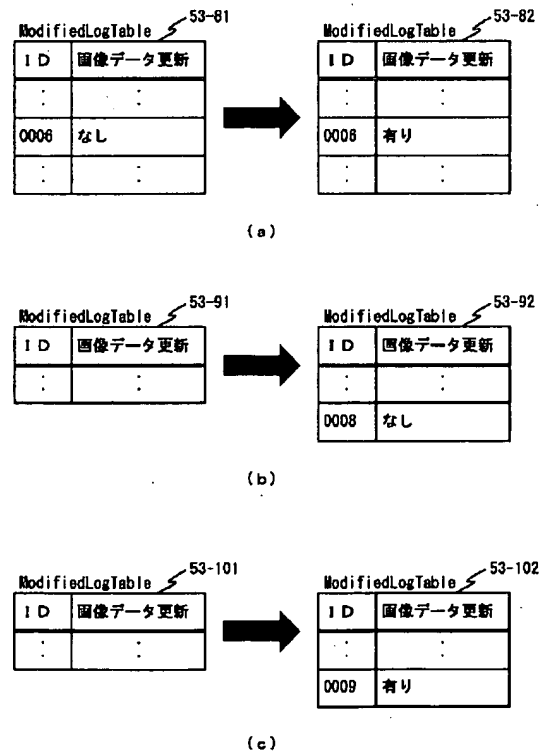 53-81 53-82
ModifiedLogTable ModifiedLogTable
ID 画像データ更新 ID 画像データ更新
: : : :
0006 なし 0006 有り
: : : :
(a)
53-91 53-92
ModifiedLogTable ModifiedLogTable
ID 画像データ更新 ID 画像データ更新
: : : :
0008 なし
(b)
53-101 53-102
ModifiedLogTable ModifiedLogTable
ID 画像データ更新 ID 画像データ更新
: : : :
0009 有り
(c)